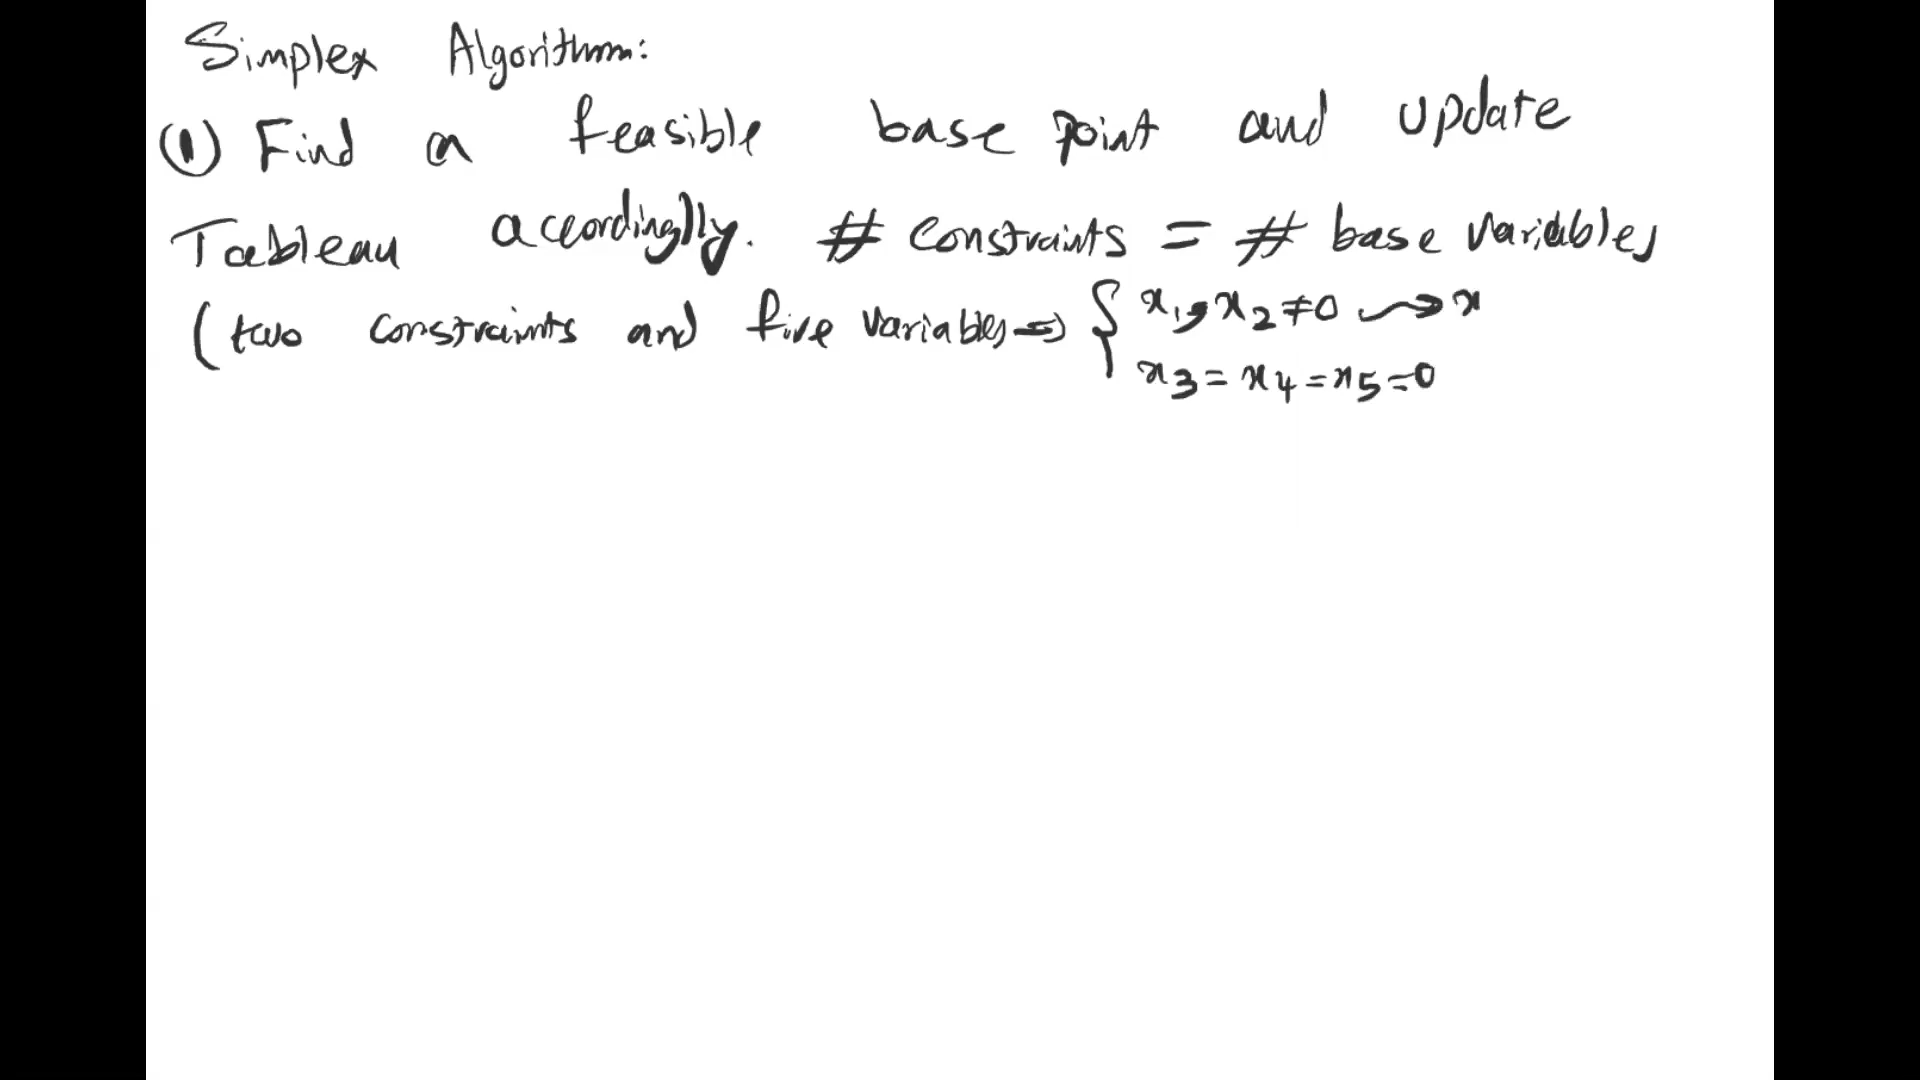 Simplex Algorithm:
(1) Find a feasible base point and update
Tableau accordingly. # constraints = # base variables
(two constraints and five variables => { x1, x2 ≠ 0 ⇝ x
x3 = x4 = x5 = 0